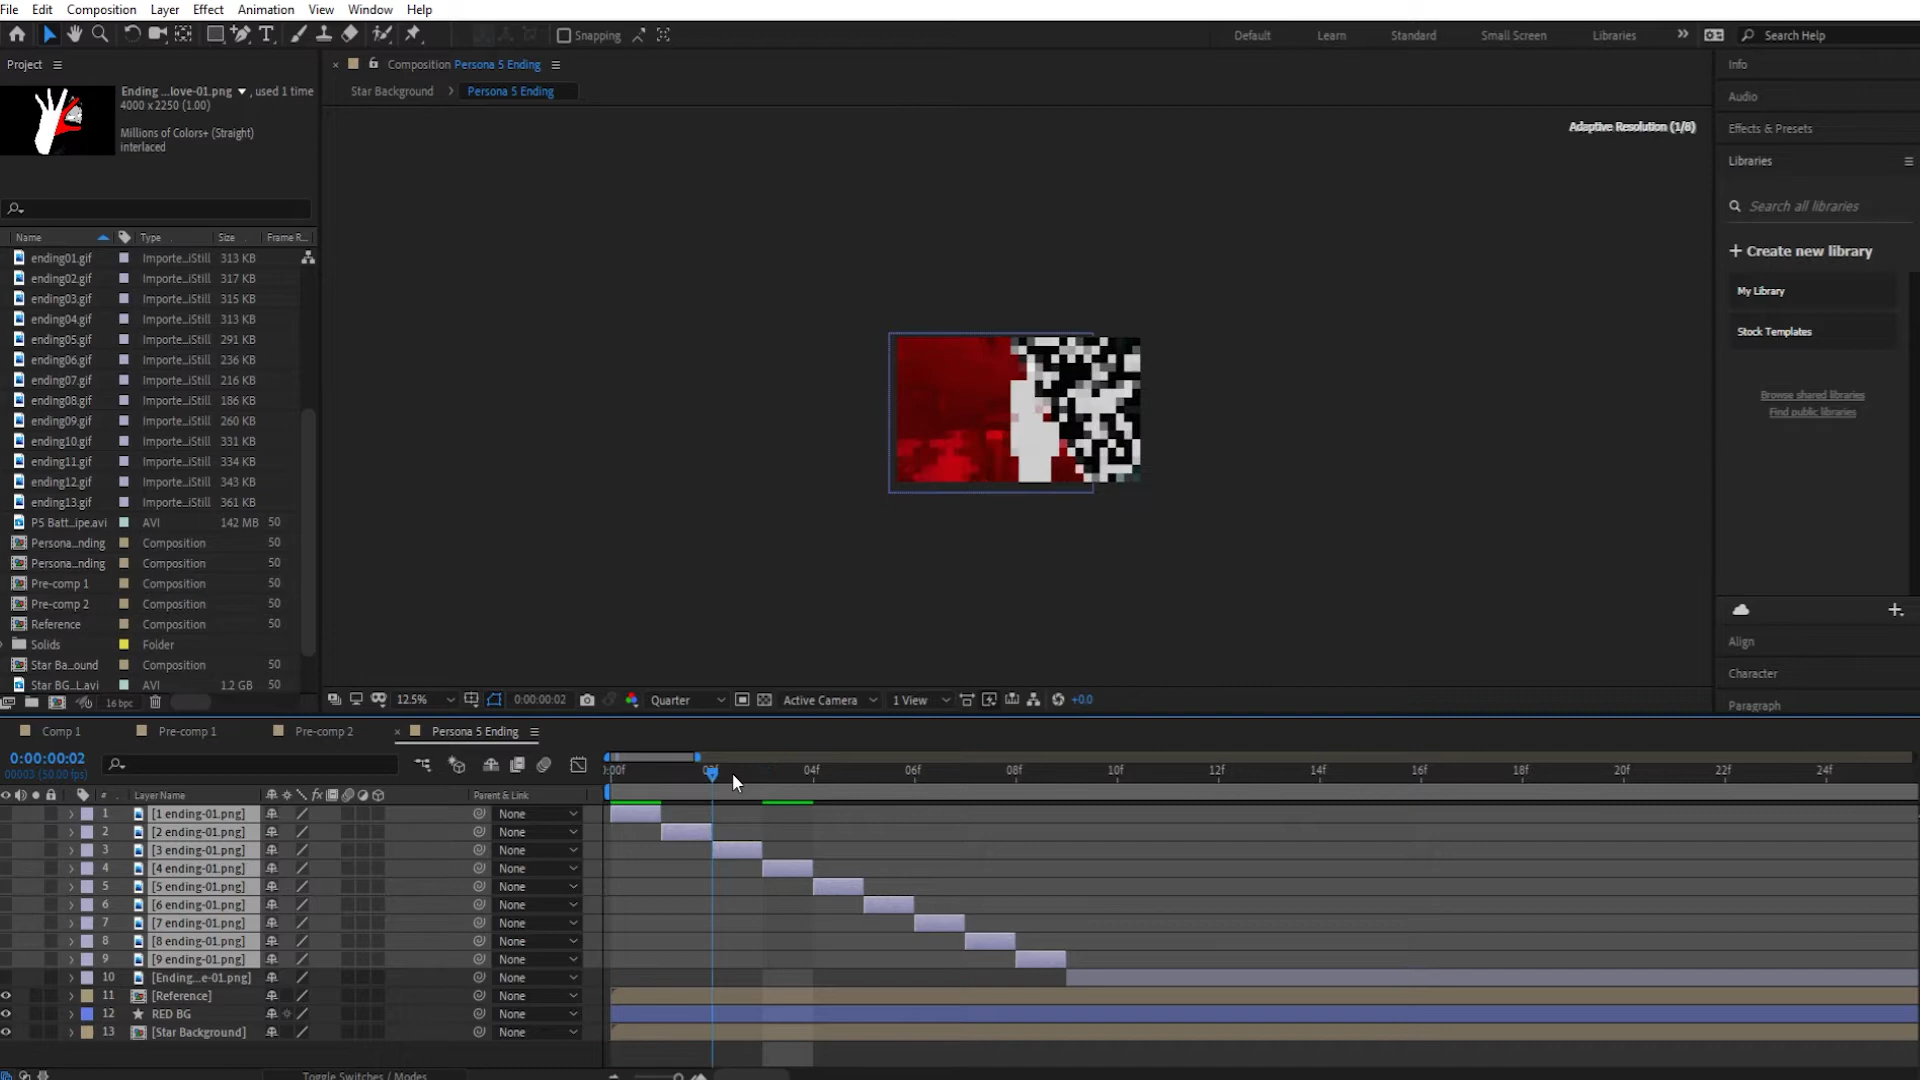 File Edit Composition Layer Effect Animation View Window Help
Snapping Default Learn Standard Small Screen Libraries Search Help
Project
Ending ...love-01.png ▼, used 1 time
4000 x 2250 (1.00)
Millions of Colors+ (Straight)
interlaced
Name Type Size Frame R...
ending01.gif Importe...iStill 313 KB
ending02.gif Importe...iStill 317 KB
ending03.gif Importe...iStill 315 KB
ending04.gif Importe...iStill 313 KB
ending05.gif Importe...iStill 291 KB
ending06.gif Importe...iStill 236 KB
ending07.gif Importe...iStill 216 KB
ending08.gif Importe...iStill 186 KB
ending09.gif Importe...iStill 260 KB
ending10.gif Importe...iStill 331 KB
ending11.gif Importe...iStill 334 KB
ending12.gif Importe...iStill 343 KB
ending13.gif Importe...iStill 361 KB
P5 Batt...ipe.avi AVI 142 MB 50
Persona...nding Composition 50
Persona...nding Composition 50
Pre-comp 1 Composition 50
Pre-comp 2 Composition 50
Reference Composition 50
Solids Folder
Star Ba...ound Composition 50
Star BG...L.avi AVI 1.2 GB 50
16 bpc
Composition Persona 5 Ending
Star Background Persona 5 Ending
Adaptive Resolution (1/8)
12.5% 0:00:00:02 Quarter Active Camera 1 View +0.0
Info
Audio
Effects & Presets
Libraries
Search all libraries
+ Create new library
My Library
Stock Templates
Browse shared libraries
Find public libraries
Align
Character
Paragraph
Comp 1 Pre-comp 1 Pre-comp 2 Persona 5 Ending
0:00:00:02
00003 (50.00 fps)
:00f 04f 06f 08f 10f 12f 14f 16f 18f 20f 22f 24f
# Layer Name Parent & Link
1 [1 ending-01.png] None
2 [2 ending-01.png] None
3 [3 ending-01.png] None
4 [4 ending-01.png] None
5 [5 ending-01.png] None
6 [6 ending-01.png] None
7 [7 ending-01.png] None
8 [8 ending-01.png] None
9 [9 ending-01.png] None
10 [Ending...e-01.png] None
11 [Reference] None
12 RED BG None
13 [Star Background] None
Toggle Switches / Modes